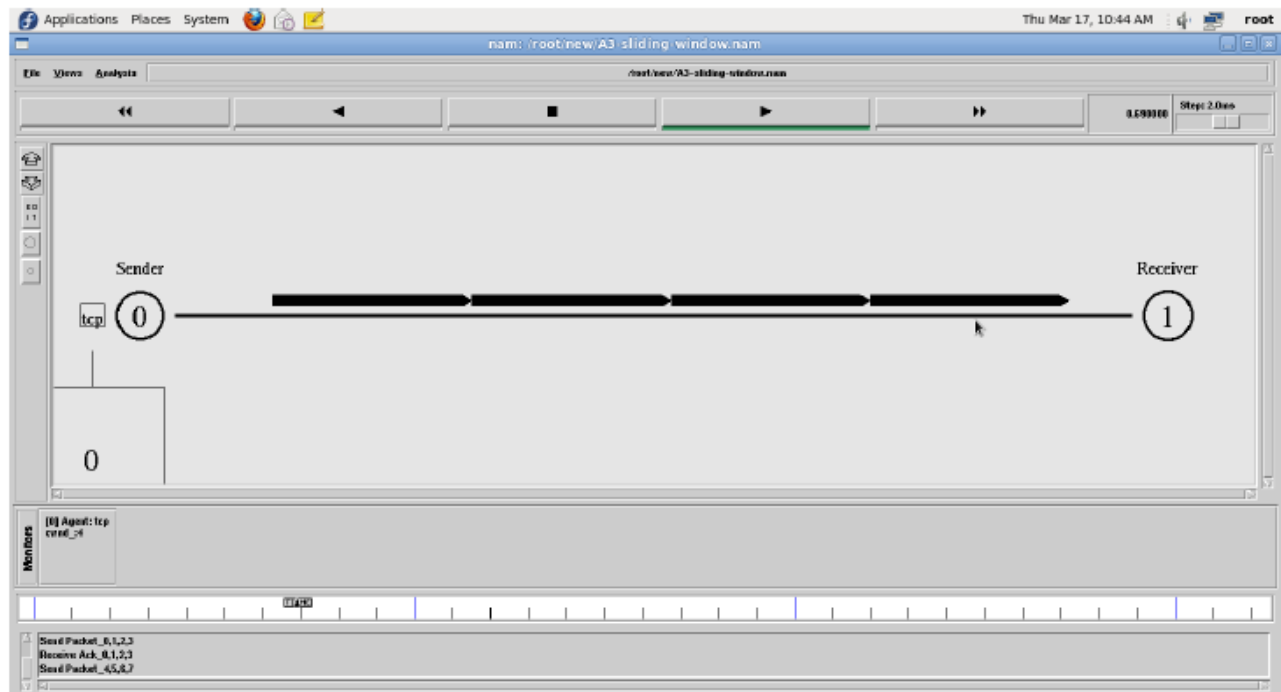 Applications Places System Thu Mar 17, 10:44 AM root
nam: /root/new/A3-sliding-window.nam
File Views Analysis /root/new/A3-sliding-window.nam
0.690000 Step: 2.0ms
Sender Receiver
tcp 0 1
0
Monitors
[0] Agent: tcp
Send Packet_0,1,2,3
Receive Ack_0,1,2,3
Send Packet_4,5,6,7